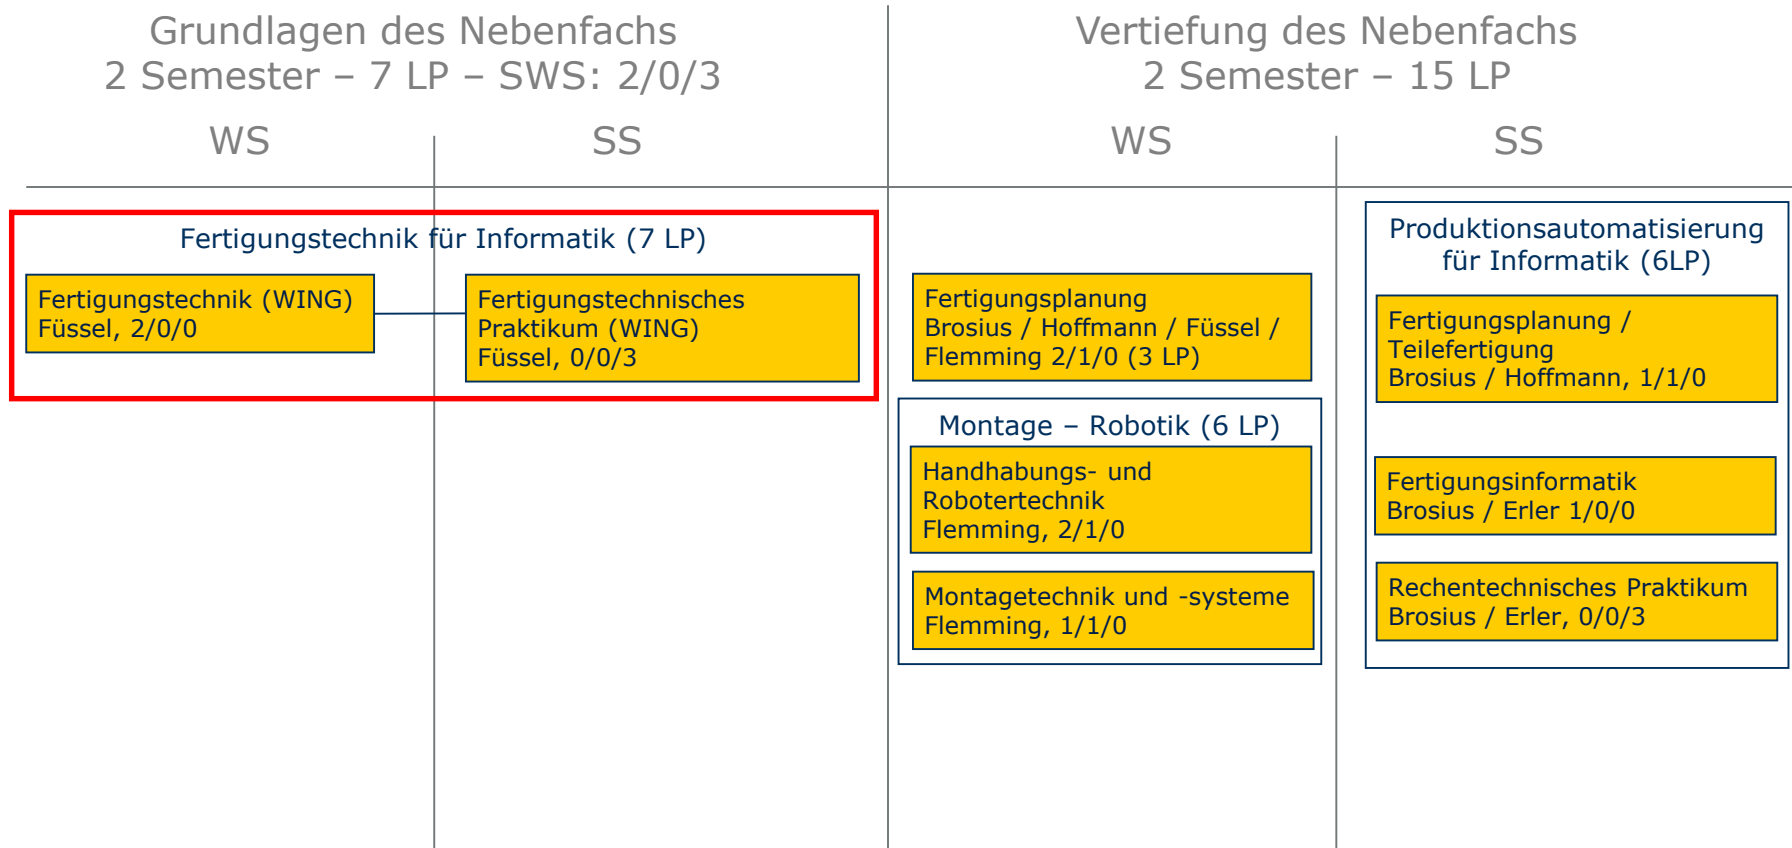 Grundlagen des Nebenfachs
2 Semester – 7 LP – SWS: 2/0/3
WS
SS
Fertigungstechnik für Informatik (7 LP)
Fertigungstechnik (WING)
Füssel, 2/0/0
Fertigungstechnisches
Praktikum (WING)
Füssel, 0/0/3
Vertiefung des Nebenfachs
2 Semester – 15 LP
WS
SS
Fertigungsplanung
Brosius / Hoffmann / Füssel /
Flemming 2/1/0 (3 LP)
Montage – Robotik (6 LP)
Handhabungs- und
Robotertechnik
Flemming, 2/1/0
Montagetechnik und -systeme
Flemming, 1/1/0
Produktionsautomatisierung
für Informatik (6LP)
Fertigungsplanung /
Teilefertigung
Brosius / Hoffmann, 1/1/0
Fertigungsinformatik
Brosius / Erler 1/0/0
Rechentechnisches Praktikum
Brosius / Erler, 0/0/3